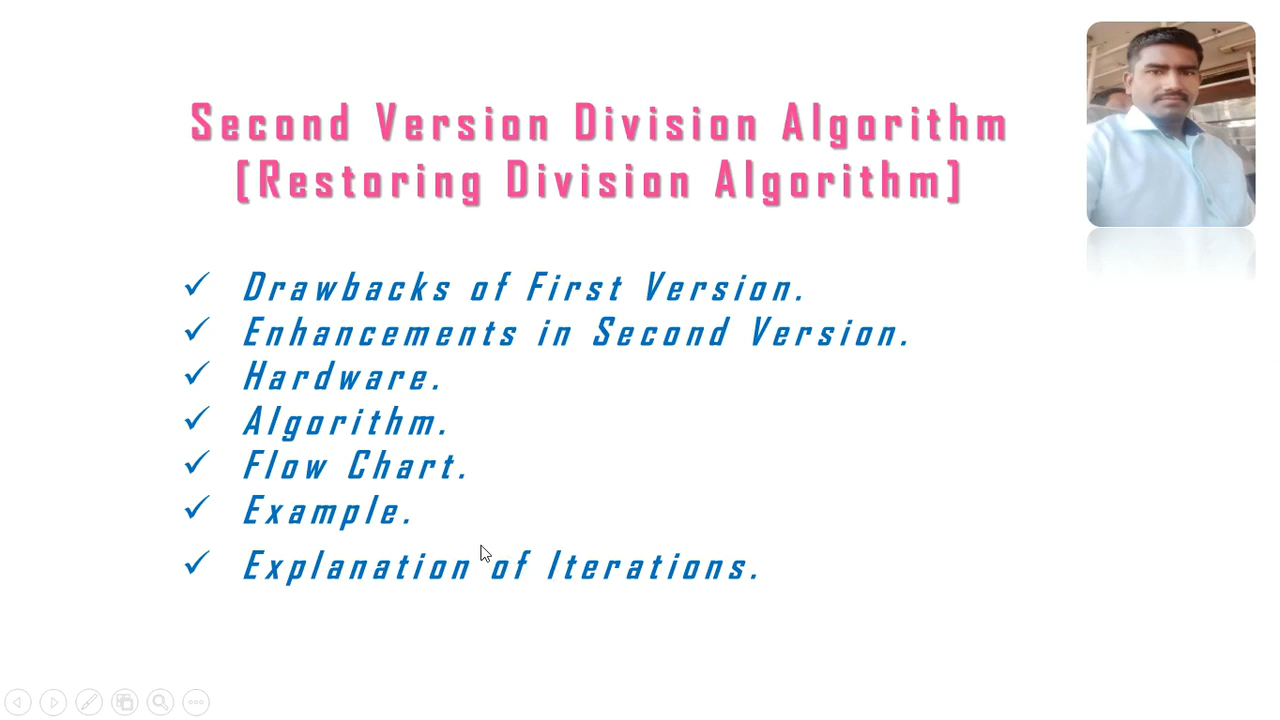 Second Version Division Algorithm
[Restoring Division Algorithm]
✓ Drawbacks of First Version.
✓ Enhancements in Second Version.
✓ Hardware.
✓ Algorithm.
✓ Flow Chart.
✓ Example.
✓ Explanation of Iterations.